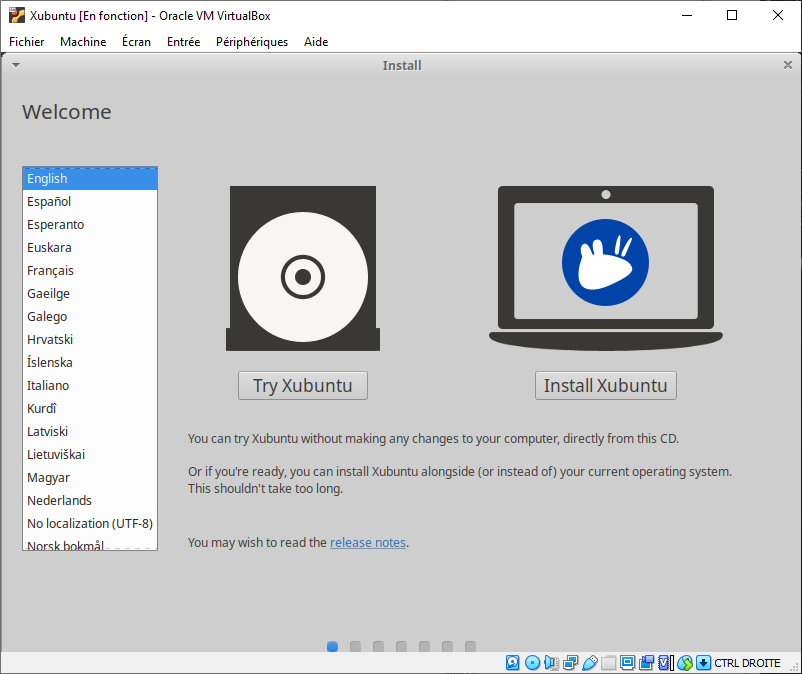 Xubuntu [En fonction] - Oracle VM VirtualBox
Fichier Machine Écran Entrée Périphériques Aide
Install
Welcome
English
Español
Esperanto
Euskara
Français
Gaeilge
Galego
Hrvatski
Íslenska
Italiano
Kurdî
Latviski
Lietuviškai
Magyar
Nederlands
No localization (UTF-8)
Norsk bokmål
Try Xubuntu
Install Xubuntu
You can try Xubuntu without making any changes to your computer, directly from this CD.
Or if you're ready, you can install Xubuntu alongside (or instead of) your current operating system.
This shouldn't take too long.
You may wish to read the release notes.
CTRL DROITE